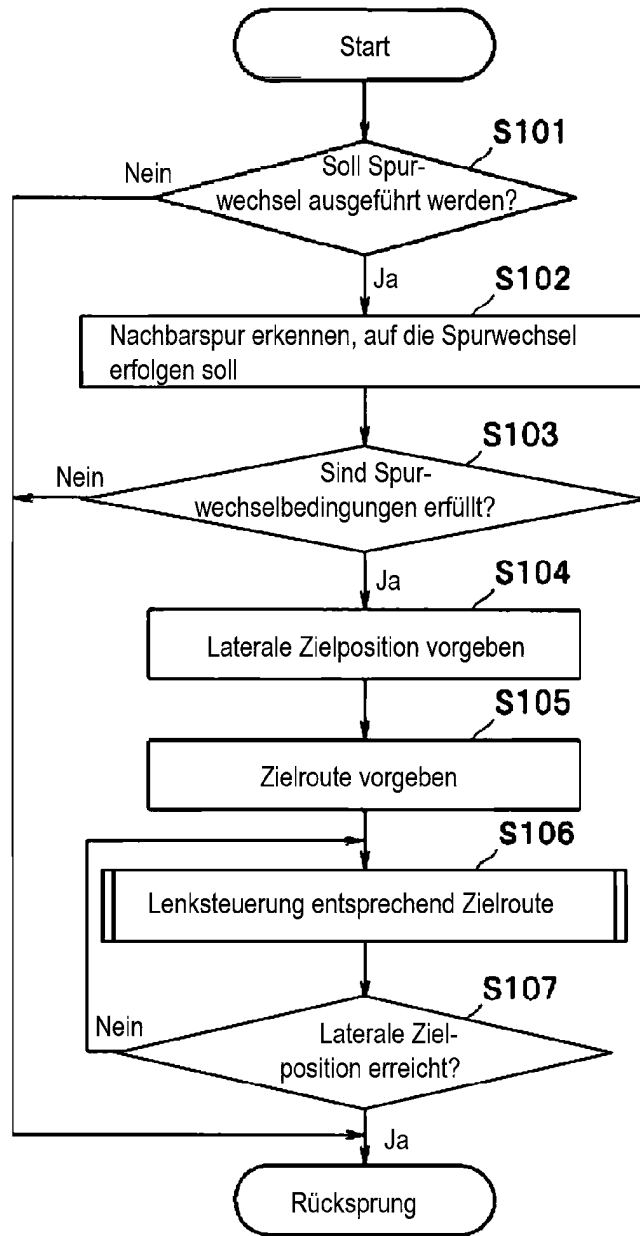 Start
S101
Nein
Soll Spur-
wechsel ausgeführt werden?
Ja
S102
Nachbarspur erkennen, auf die Spurwechsel
erfolgen soll
S103
Nein
Sind Spur-
wechselbedingungen erfüllt?
Ja
S104
Laterale Zielposition vorgeben
S105
Zielroute vorgeben
S106
Lenksteuerung entsprechend Zielroute
S107
Nein
Laterale Ziel-
position erreicht?
Ja
Rücksprung